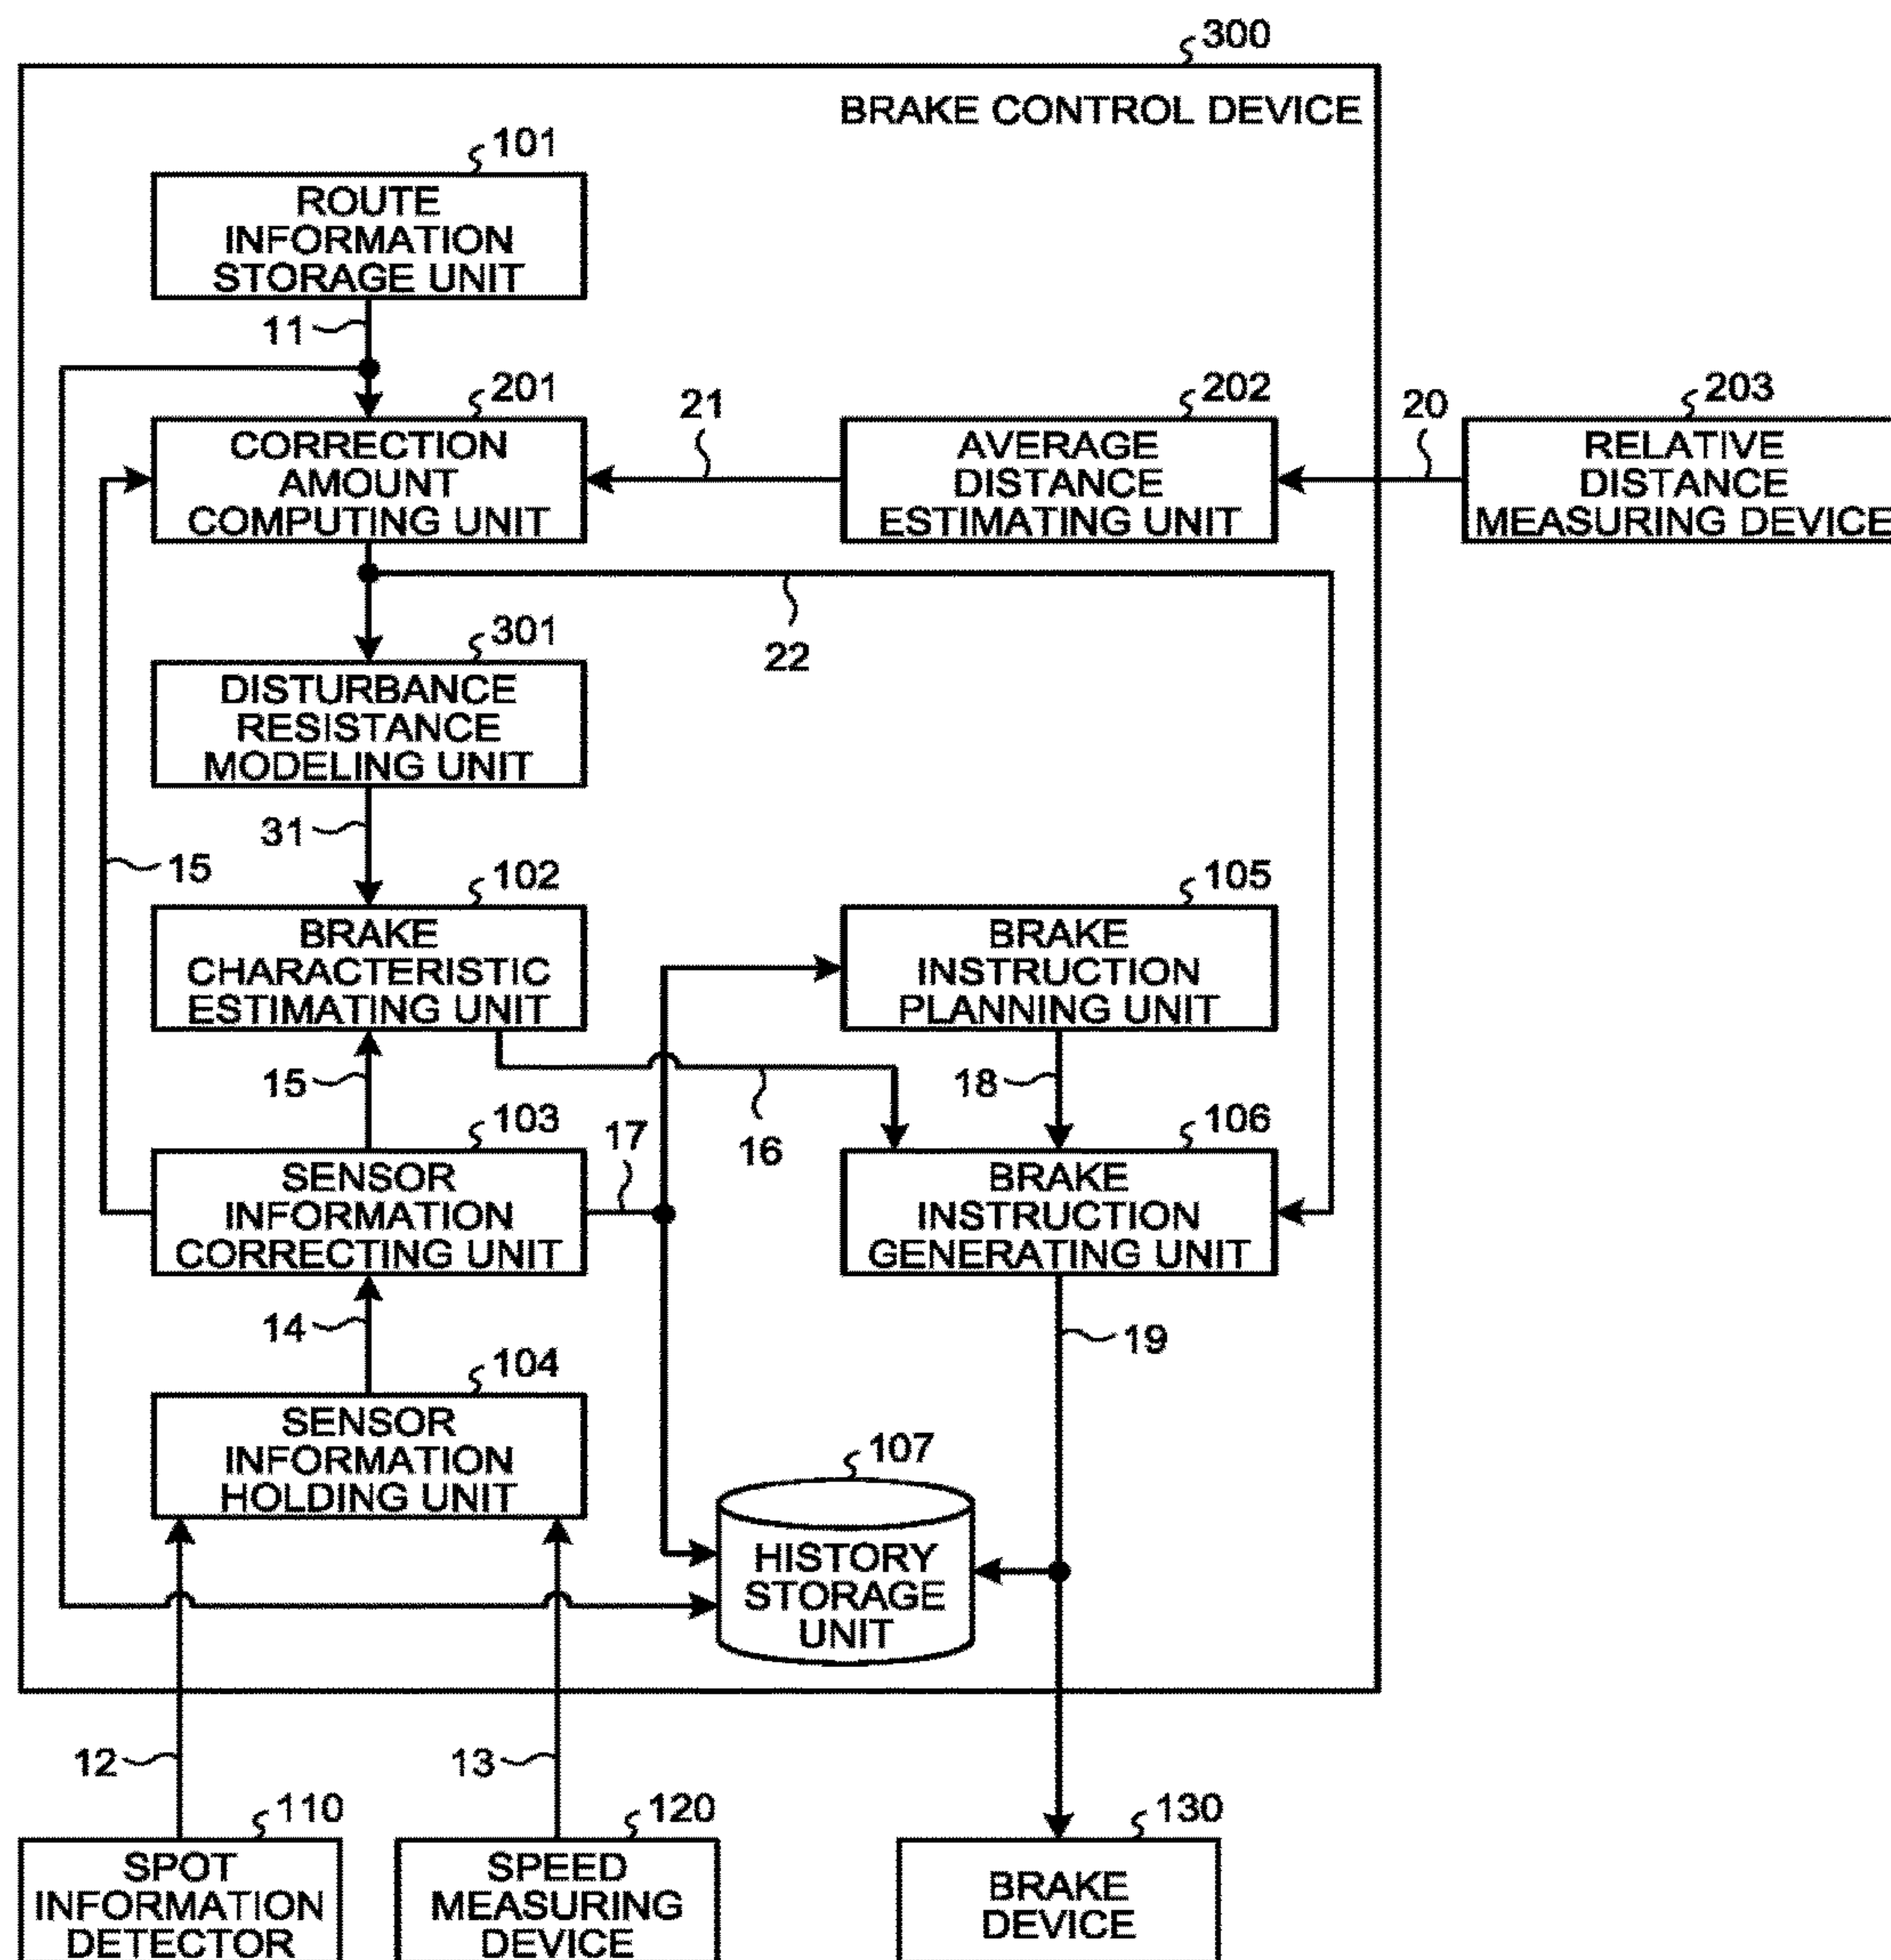 300
BRAKE CONTROL DEVICE
101
ROUTE
INFORMATION
STORAGE UNIT
11
201
CORRECTION
AMOUNT
COMPUTING UNIT
21
202
AVERAGE
DISTANCE
ESTIMATING UNIT
20
203
RELATIVE
DISTANCE
MEASURING DEVICE
22
301
DISTURBANCE
RESISTANCE
MODELING UNIT
31
15
102
BRAKE
CHARACTERISTIC
ESTIMATING UNIT
105
BRAKE
INSTRUCTION
PLANNING UNIT
15
16
18
103
SENSOR
INFORMATION
CORRECTING UNIT
17
106
BRAKE
INSTRUCTION
GENERATING UNIT
14
19
104
SENSOR
INFORMATION
HOLDING UNIT
107
HISTORY
STORAGE
UNIT
12
13
110
SPOT
INFORMATION
DETECTOR
120
SPEED
MEASURING
DEVICE
130
BRAKE
DEVICE